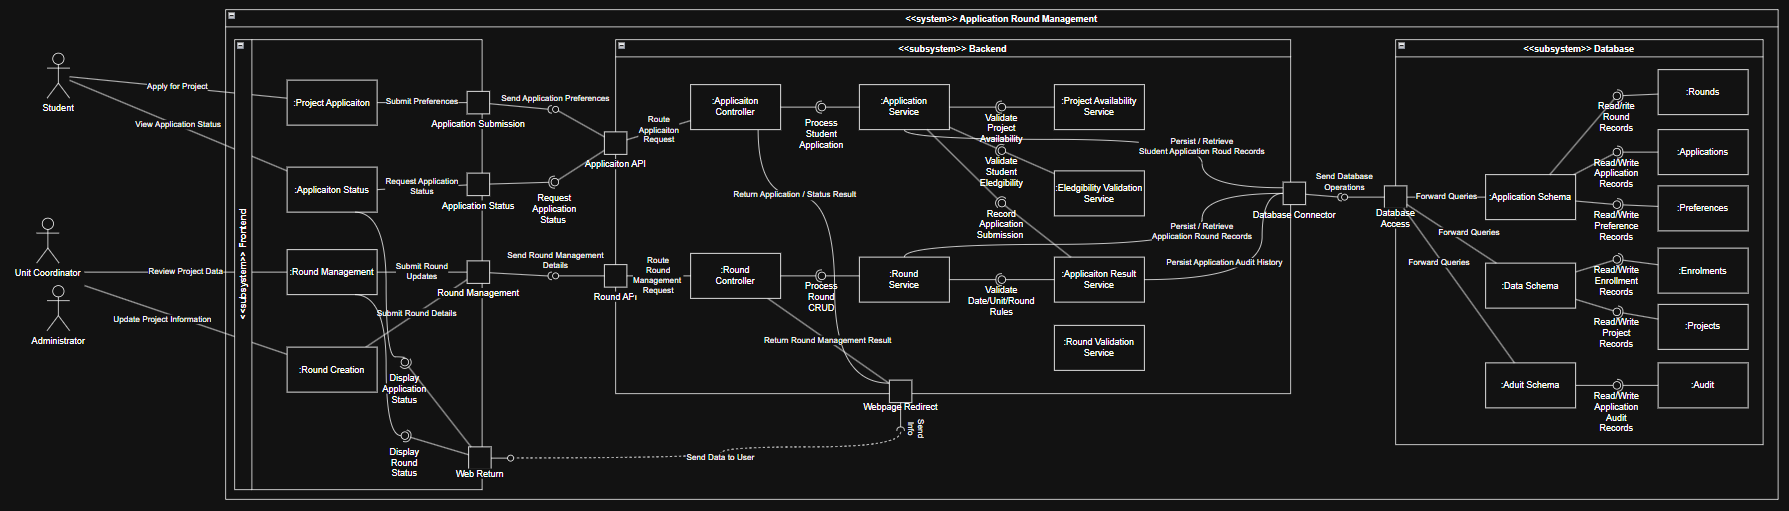 <<system>> Application Round Management
<<subsystem>> Frontend
<<subsystem>> Backend
<<subsystem>> Database
Student
Unit Coordinator
Administrator
Apply for Project
View Application Status
Review Project Data
Update Project Information
:Project Applicaiton
:Applicaiton Status
:Round Management
:Round Creation
Submit Preferences
Request Application
Status
Submit Round
Updates
Submit Round Details
Application Submission
Application Status
Round Management
Display
Application
Status
Display
Round
Status
Web Return
Send Application Preferences
Request
Application
Status
Send Round Management
Details
Applicaiton API
Round API
Route
Applicaiton
Request
Route
Round
Management
Request
:Applicaiton
Controller
:Round
Controller
Process
Student
Application
Process
Round
CRUD
:Application
Service
:Round
Service
Return Application / Status Result
Return Round Management Result
Validate
Project
Availability
Validate
Student
Eledgibility
Record
Application
Submission
Validate
Date/Unit/Round
Rules
:Project Availability
Service
:Eledgibility Validation
Service
:Applicaiton Result
Service
:Round Validation
Service
Persist / Retrieve
Student Application Roud Records
Persist / Retrieve
Application Round Records
Persist Application Audit History
Webpage Redirect
Send
Info
Send Data to User
Database Connector
Send Database
Operations
Database
Access
Forward Queries
Forward Queries
Forward Queries
:Application Schema
:Data Schema
:Aduit Schema
Read/write
Round
Records
Read/Write
Application
Records
Read/Write
Preference
Records
Read/Write
Enrollment
Records
Read/Write
Project
Records
Read/Write
Application
Audit
Records
:Rounds
:Applications
:Preferences
:Enrolments
:Projects
:Audit